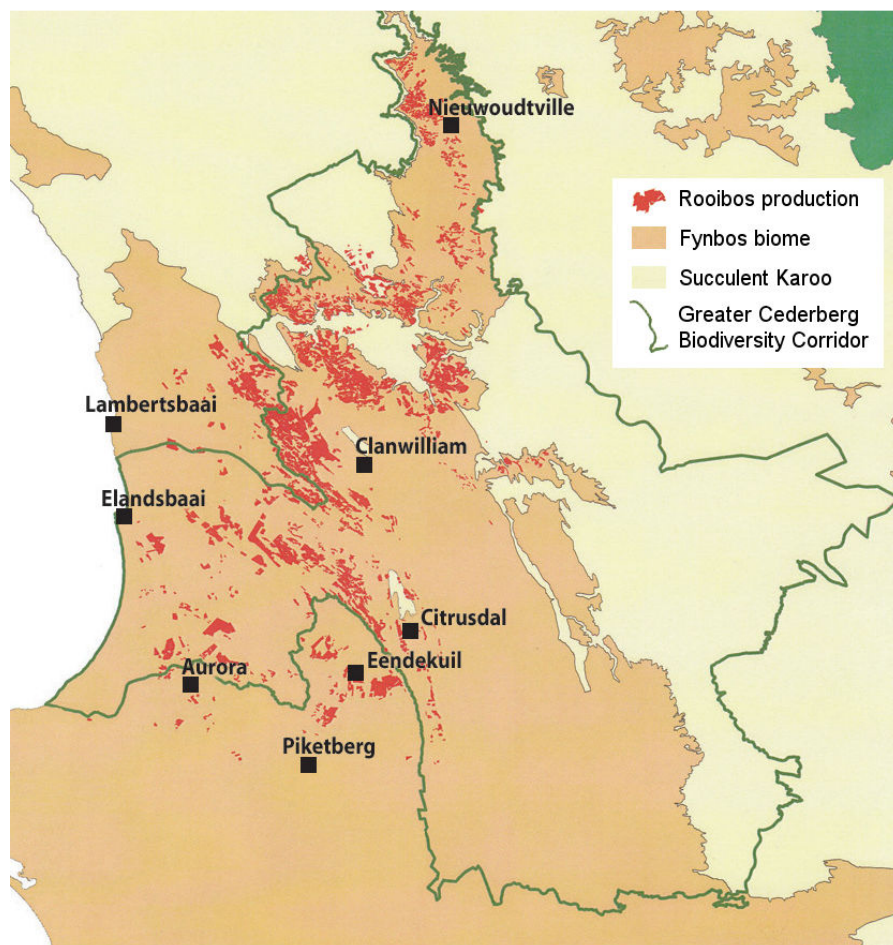 Nieuwoudtville
Rooibos production
Fynbos biome
Succulent Karoo
Greater Cederberg
Biodiversity Corridor
Lambertsbaai
Clanwilliam
Elandsbaai
Citrusdal
Eendekuil
Aurora
Piketberg